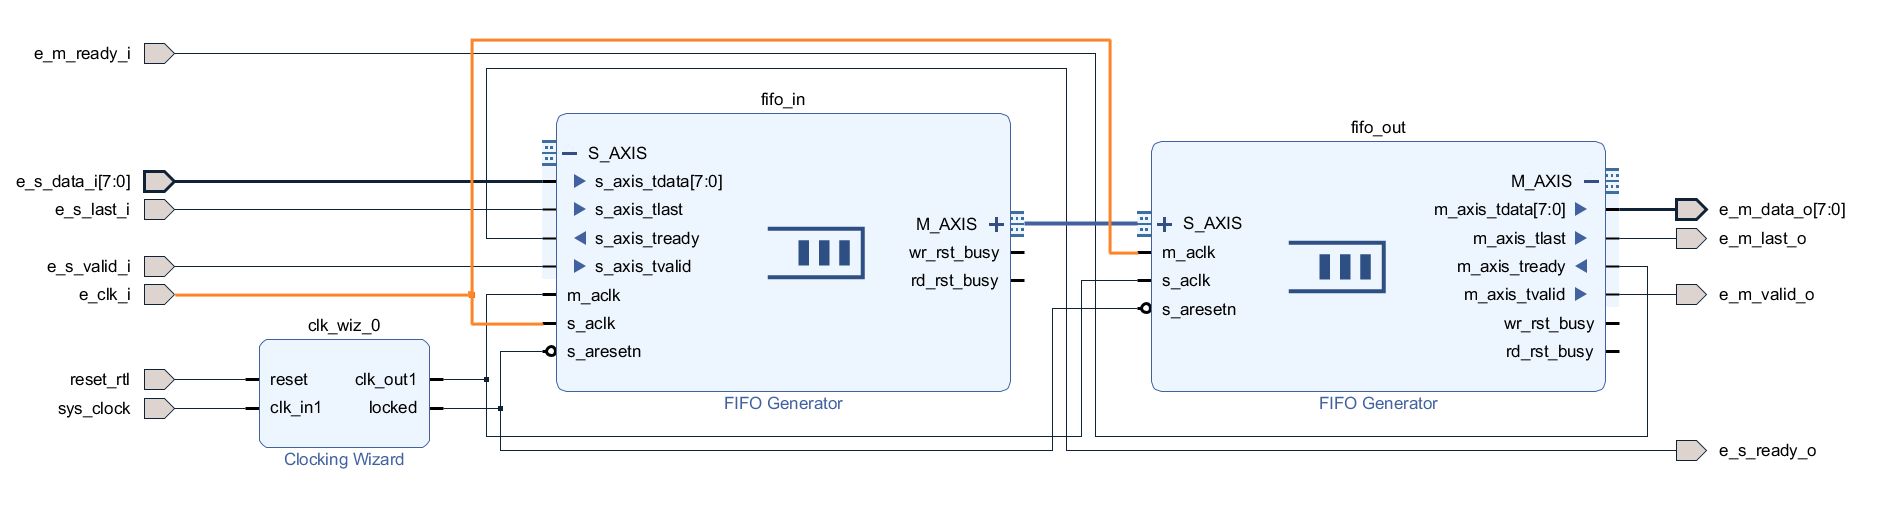 e_m_ready_i
e_s_data_i[7:0]
e_s_last_i
e_s_valid_i
e_clk_i
reset_rtl
sys_clock
clk_wiz_0
reset
clk_in1
clk_out1
locked
Clocking Wizard
fifo_in
S_AXIS
s_axis_tdata[7:0]
s_axis_tlast
s_axis_tready
s_axis_tvalid
m_aclk
s_aclk
s_aresetn
M_AXIS
wr_rst_busy
rd_rst_busy
FIFO Generator
fifo_out
S_AXIS
m_aclk
s_aclk
s_aresetn
M_AXIS
m_axis_tdata[7:0]
m_axis_tlast
m_axis_tready
m_axis_tvalid
wr_rst_busy
rd_rst_busy
FIFO Generator
e_m_data_o[7:0]
e_m_last_o
e_m_valid_o
e_s_ready_o